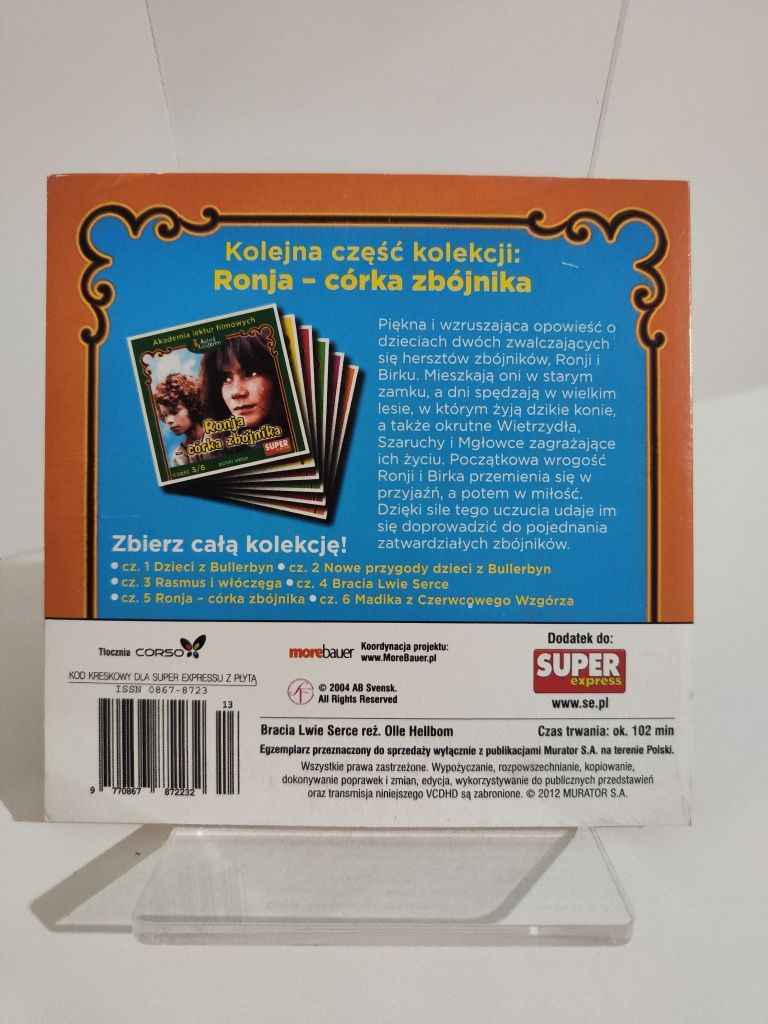 Kolejna część kolekcji:
Ronja – córka zbójnika
Akademia lektur filmowych
Astrid
Lindgren
Ronja
- córka zbójnika
SUPER
express
część 5/6
polski lektor
Piękna i wzruszająca opowieść o
dzieciach dwóch zwalczających
się hersztów zbójników, Ronji i
Birku. Mieszkają oni w starym
zamku, a dni spędzają w wielkim
lesie, w którym żyją dzikie konie,
a także okrutne Wietrzydła,
Szaruchy i Mgłowce zagrażające
ich życiu. Początkowa wrogość
Ronji i Birka przemienia się w
przyjaźń, a potem w miłość.
Dzięki sile tego uczucia udaje im
się doprowadzić do pojednania
zatwardziałych zbójników.
Zbierz całą kolekcję!
• cz. 1 Dzieci z Bullerbyn • cz. 2 Nowe przygody dzieci z Bullerbyn
• cz. 3 Rasmus i włóczęga • cz. 4 Bracia Lwie Serce
• cz. 5 Ronja – córka zbójnika • cz. 6 Madika z Czerwcowego Wzgórza
Tłocznia CORSO
KOD KRESKOWY DLA SUPER EXPRESSU Z PŁYTĄ
ISSN 0867-8723
13
9 770867 872232
morebauer
Koordynacja projektu:
www.MoreBauer.pl
SF
© 2004 AB Svensk.
All Rights Reserved
Dodatek do:
SUPER
express
www.se.pl
Bracia Lwie Serce reż. Olle Hellbom Czas trwania: ok. 102 min
Egzemplarz przeznaczony do sprzedaży wyłącznie z publikacjami Murator S.A. na terenie Polski.
Wszystkie prawa zastrzeżone. Wypożyczanie, rozpowszechnianie, kopiowanie,
dokonywanie poprawek i zmian, edycja, wykorzystywanie do publicznych przedstawień
oraz transmisja niniejszego VCDHD są zabronione. © 2012 MURATOR S.A.